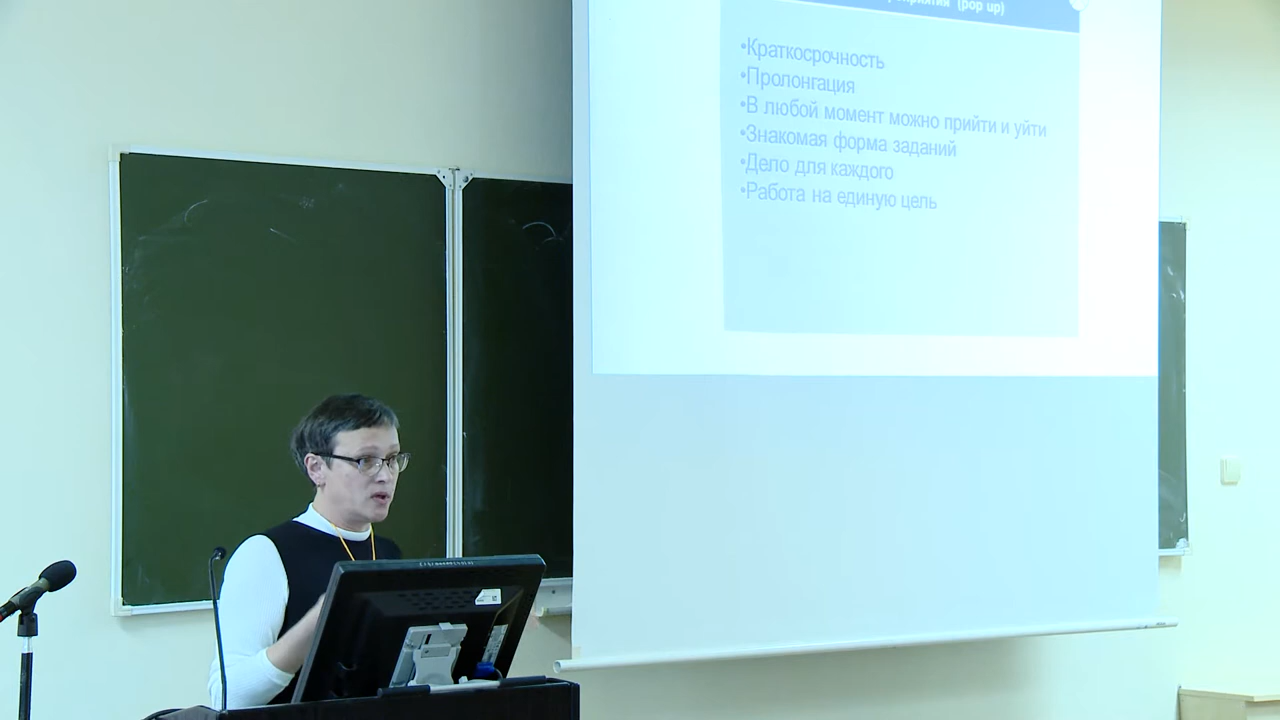 (pop up)
•Краткосрочность
•Пролонгация
•В любой момент можно прийти и уйти
•Знакомая форма заданий
•Дело для каждого
•Работа на единую цель